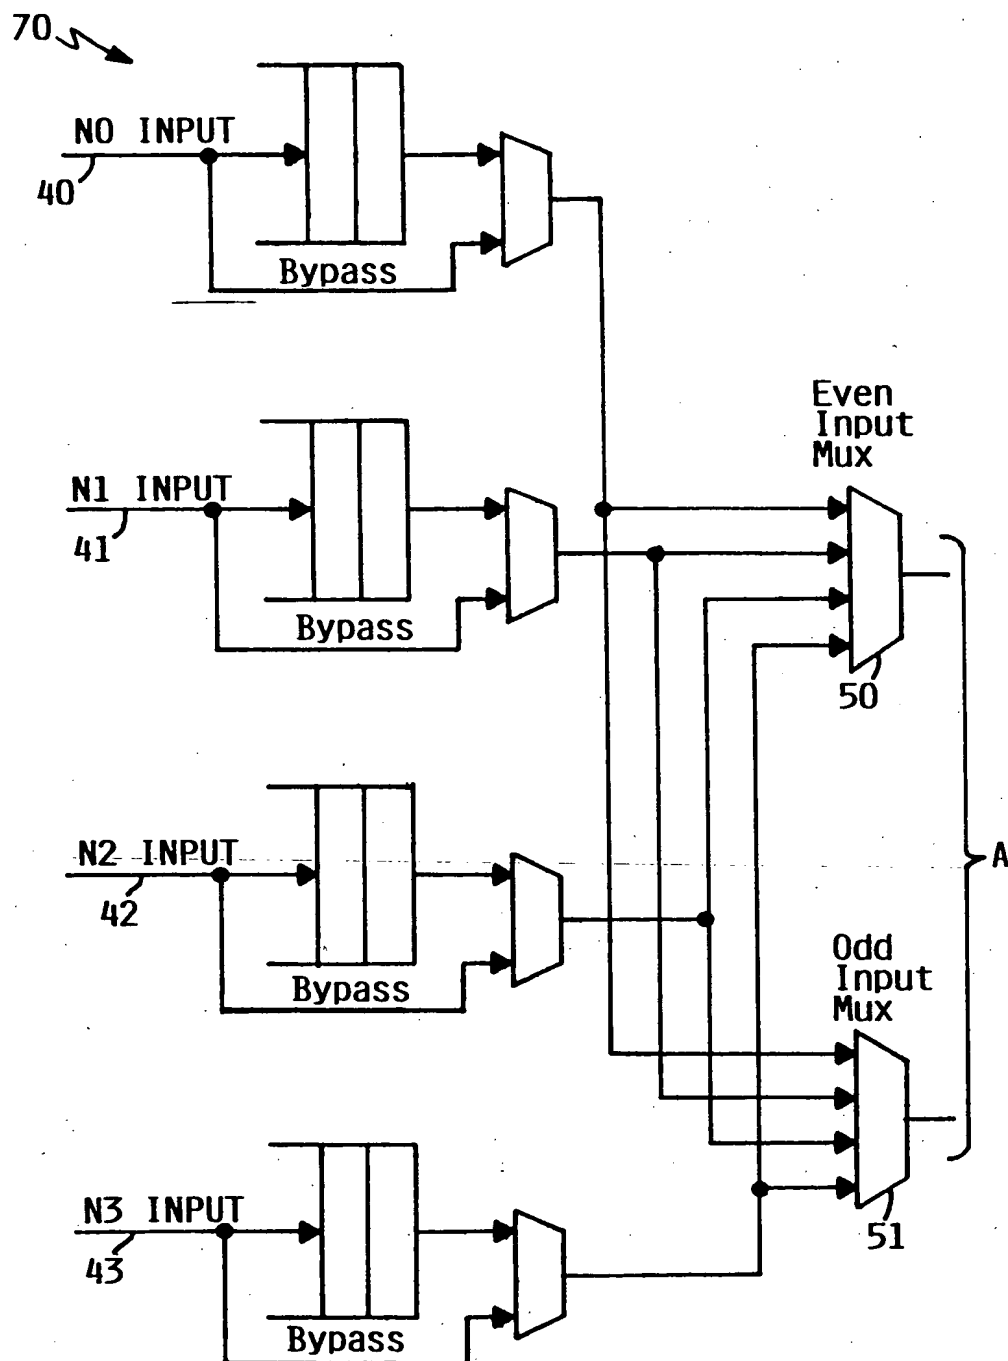 70
N0 INPUT
40
Bypass
Even
Input
Mux
N1 INPUT
41
Bypass
50
A
N2 INPUT
42
Bypass
Odd
Input
Mux
N3 INPUT
43
51
Bypass